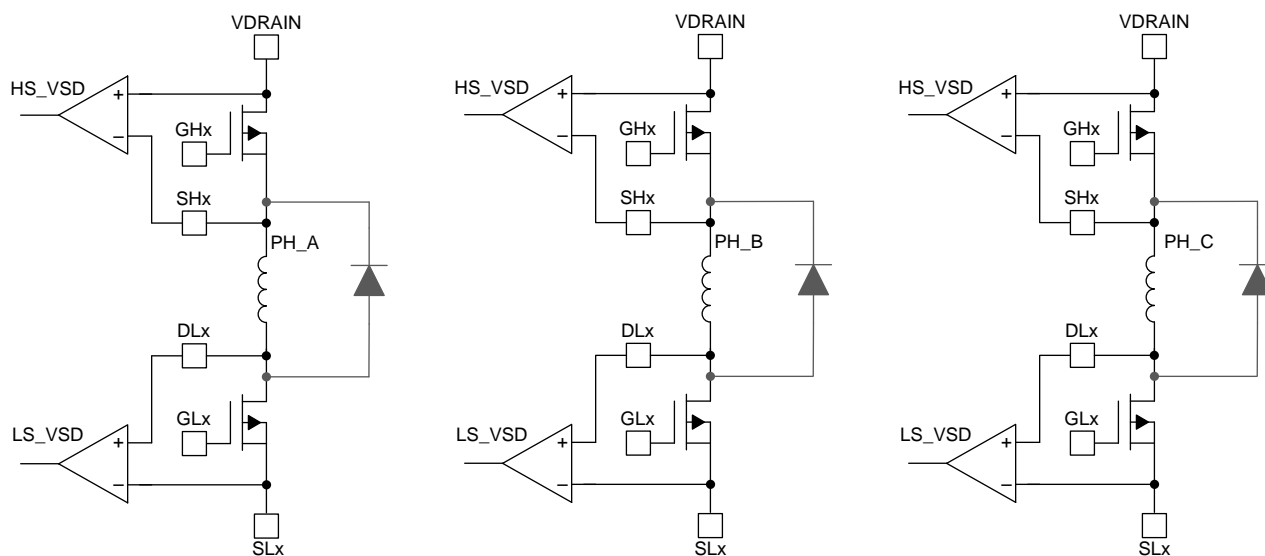 VDRAIN
HS_VSD
+
−
GHx
SHx
PH_A
DLx
GLx
LS_VSD
+
−
SLx
VDRAIN
HS_VSD
+
−
GHx
SHx
PH_B
DLx
GLx
LS_VSD
+
−
SLx
VDRAIN
HS_VSD
+
−
GHx
SHx
PH_C
DLx
GLx
LS_VSD
+
−
SLx